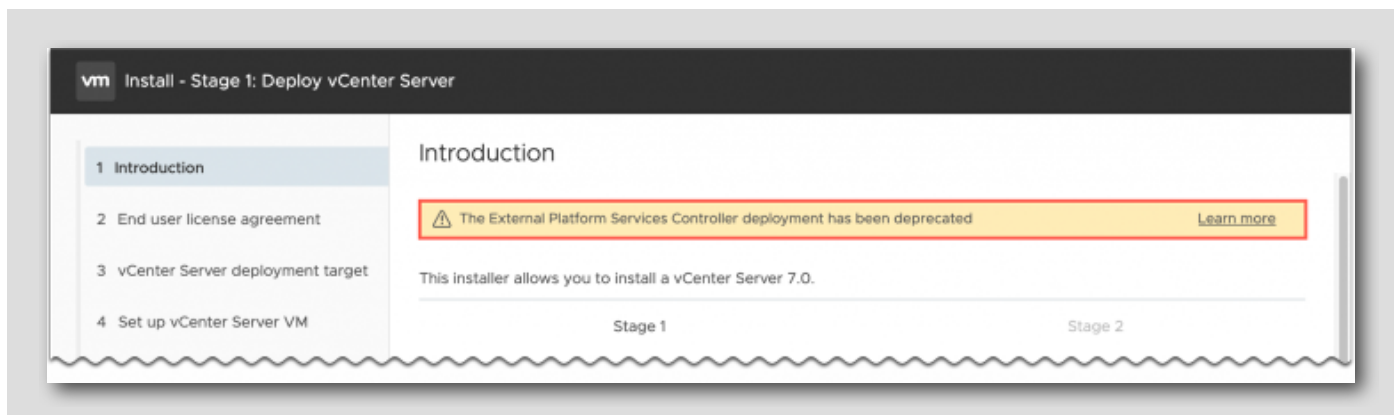 vm Install - Stage 1: Deploy vCenter Server
1 Introduction
2 End user license agreement
3 vCenter Server deployment target
4 Set up vCenter Server VM
Introduction
The External Platform Services Controller deployment has been deprecated Learn more
This installer allows you to install a vCenter Server 7.0.
Stage 1 Stage 2